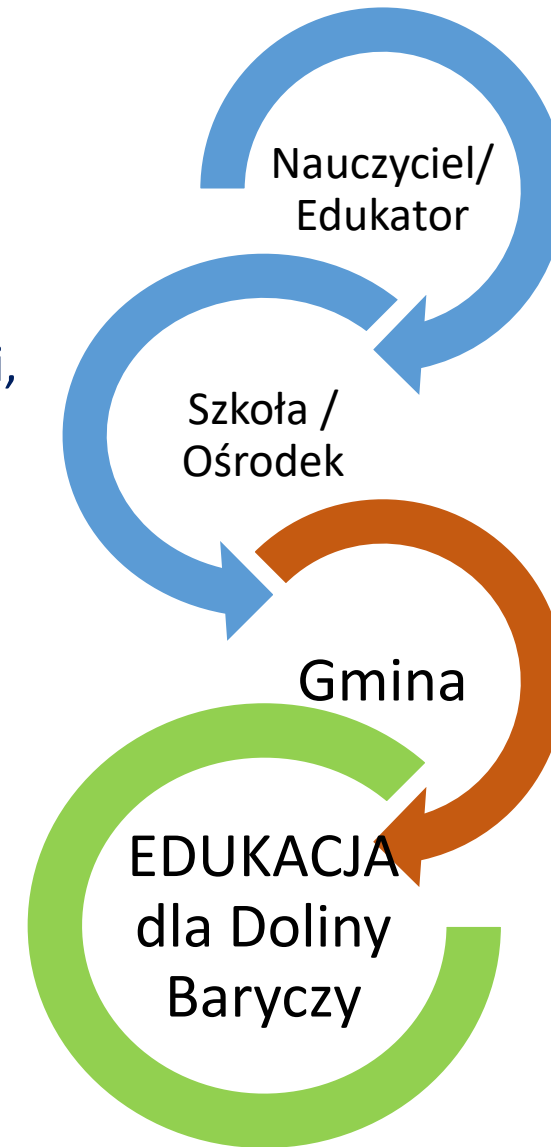 Nauczyciel/
Edukator
i,
Szkoła /
Ośrodek
Gmina
EDUKACJA
dla Doliny
Baryczy